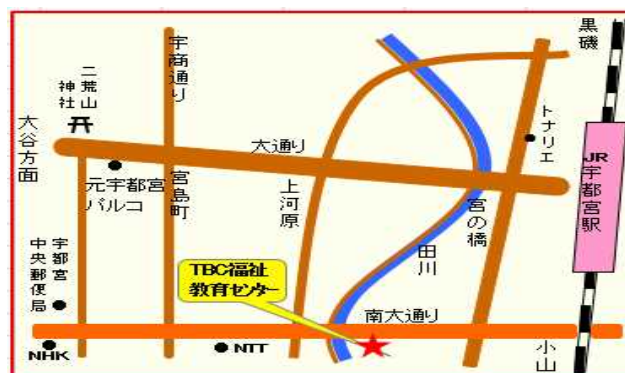 黒磯
宇商通り
二荒山
神社
トナリエ
大谷方面
大通り
JR宇都宮駅
元宇都宮
パルコ
宮島町
上河原
宮の橋
田川
宇都宮
中央郵便局
TBC福祉
教育センター
南大通り
小山
NHK
NTT